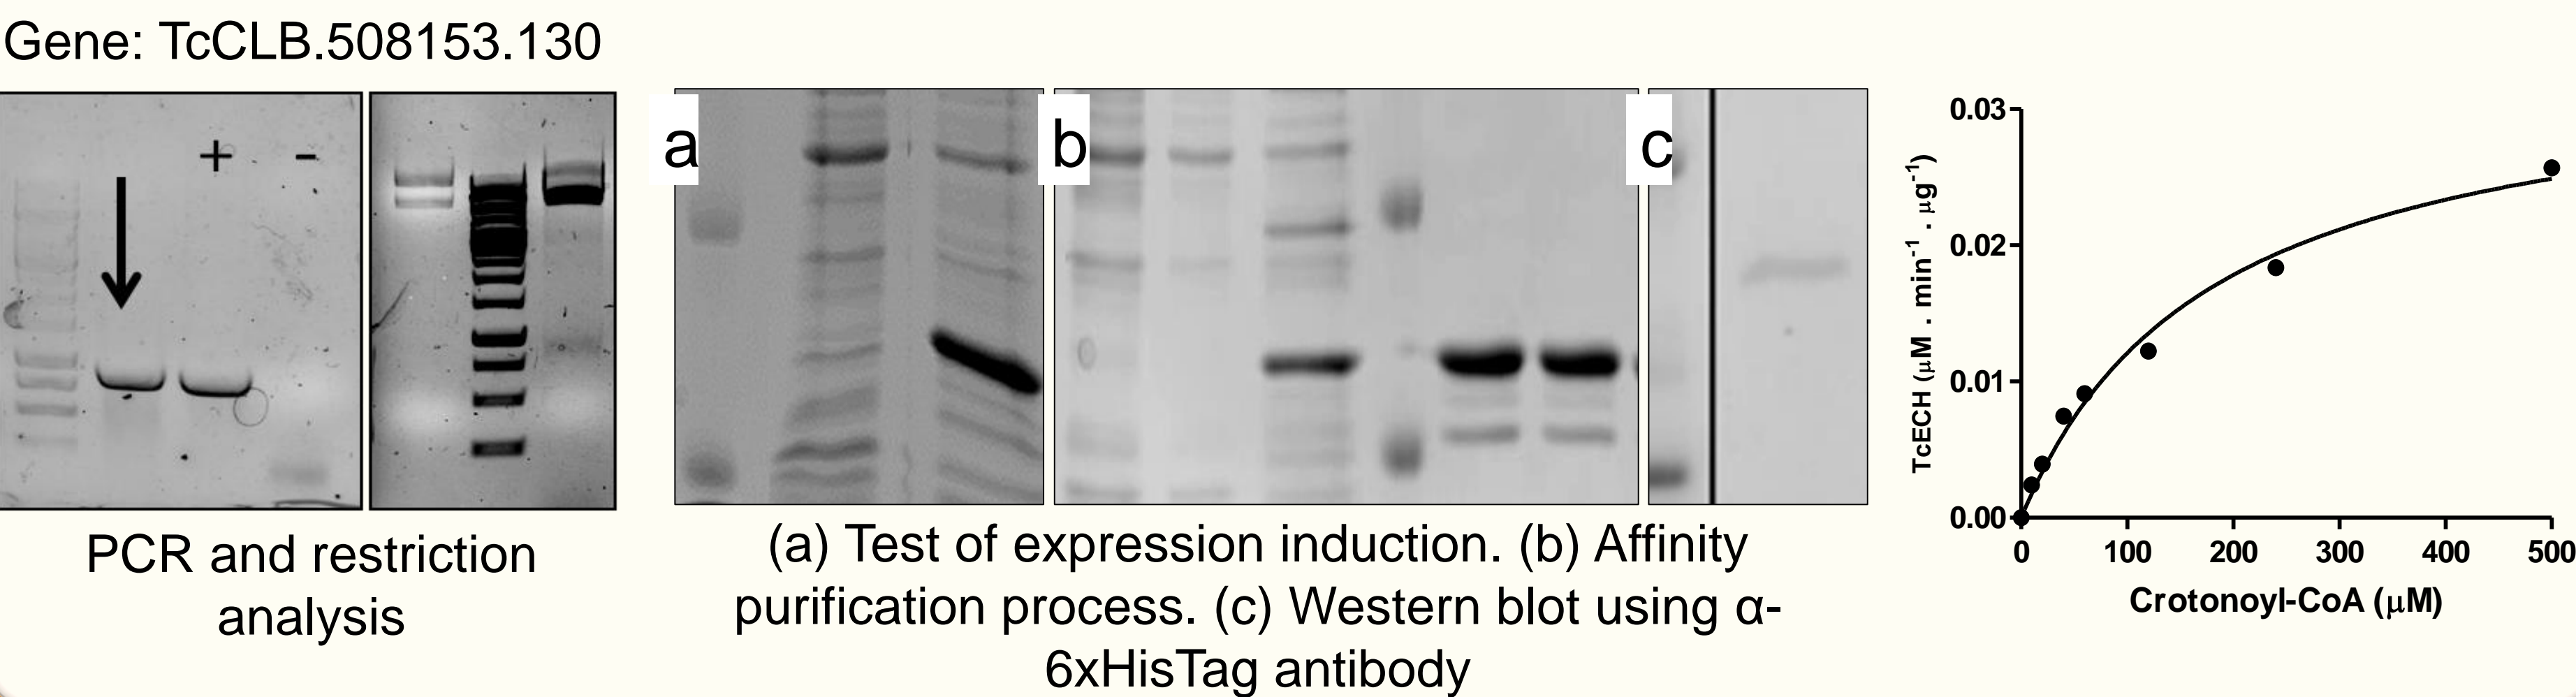 Gene: TcCLB.508153.130
+ -
PCR and restriction
analysis
a
b
c
(a) Test of expression induction. (b) Affinity
purification process. (c) Western blot using α-
6xHisTag antibody
TcECH (μM . min⁻¹ . μg⁻¹)
0.03
0.02
0.01
0.00
0 100 200 300 400 500
Crotonoyl-CoA (μM)